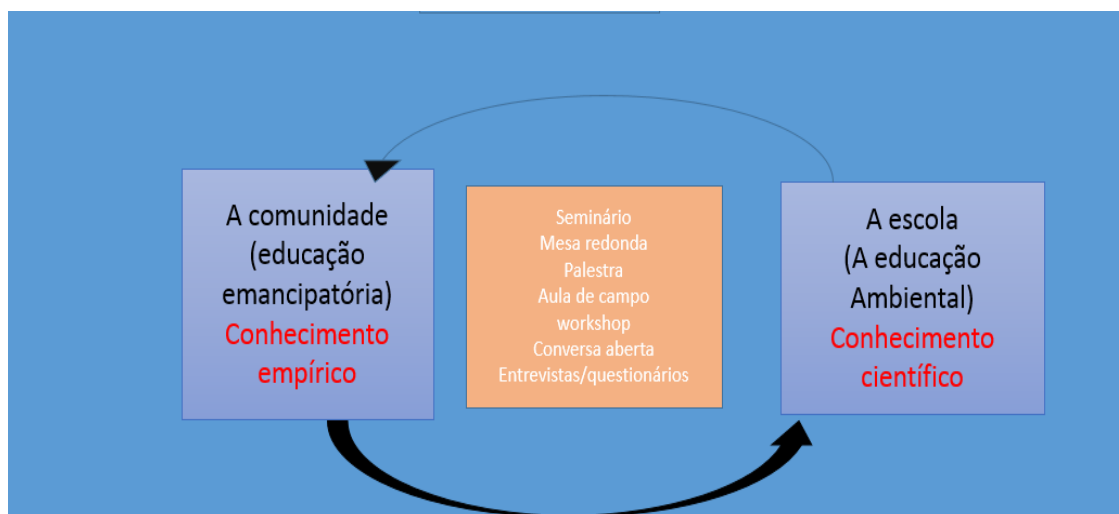 A comunidade
(educação
emancipatória)
Conhecimento
empírico
Seminário
Mesa redonda
Palestra
Aula de campo
workshop
Conversa aberta
Entrevistas/questionários
A escola
(A educação
Ambiental)
Conhecimento
científico